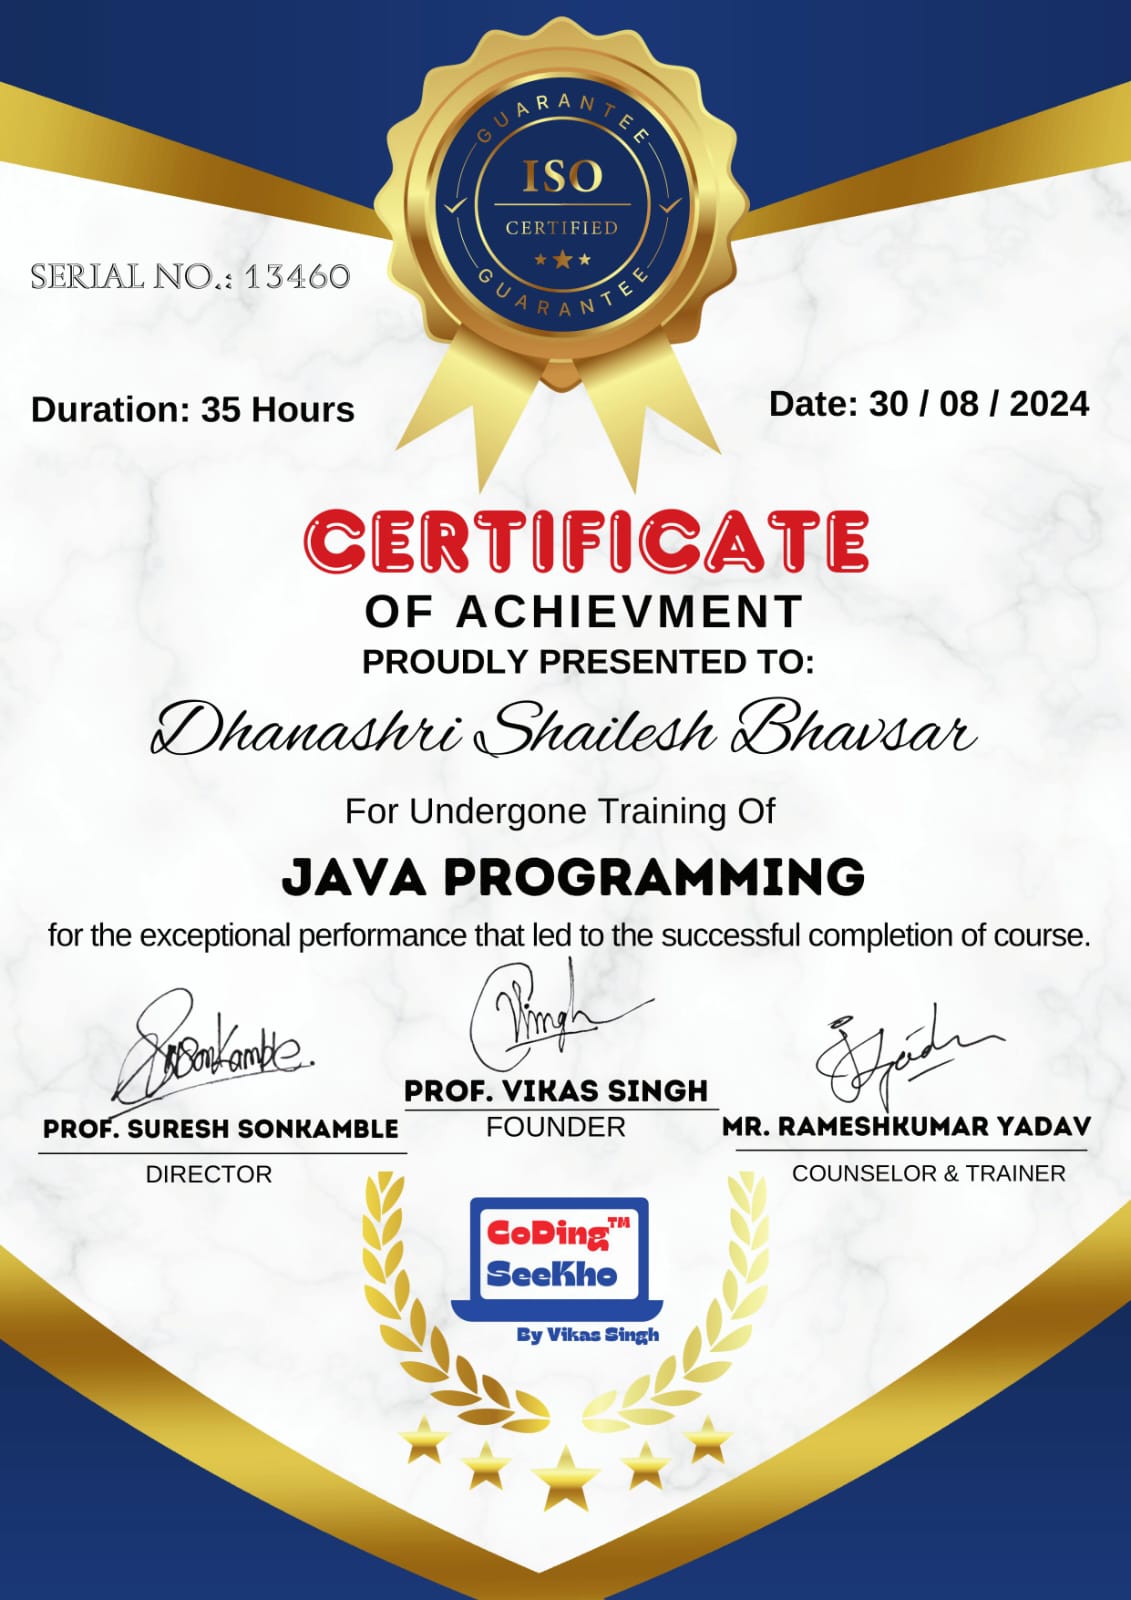 GUARANTEE
ISO
CERTIFIED
GUARANTEE
SERIAL NO.: 13460
Duration: 35 Hours
Date: 30 / 08 / 2024
CERTIFICATE
OF ACHIEVMENT
PROUDLY PRESENTED TO:
Dhanashri Shailesh Bhavsar
For Undergone Training Of
JAVA PROGRAMMING
for the exceptional performance that led to the successful completion of course.
SSonkamble.
VSingh
PROF. SURESH SONKAMBLE
DIRECTOR
PROF. VIKAS SINGH
FOUNDER
MR. RAMESHKUMAR YADAV
COUNSELOR & TRAINER
CoDing™
SeeKho
By Vikas Singh